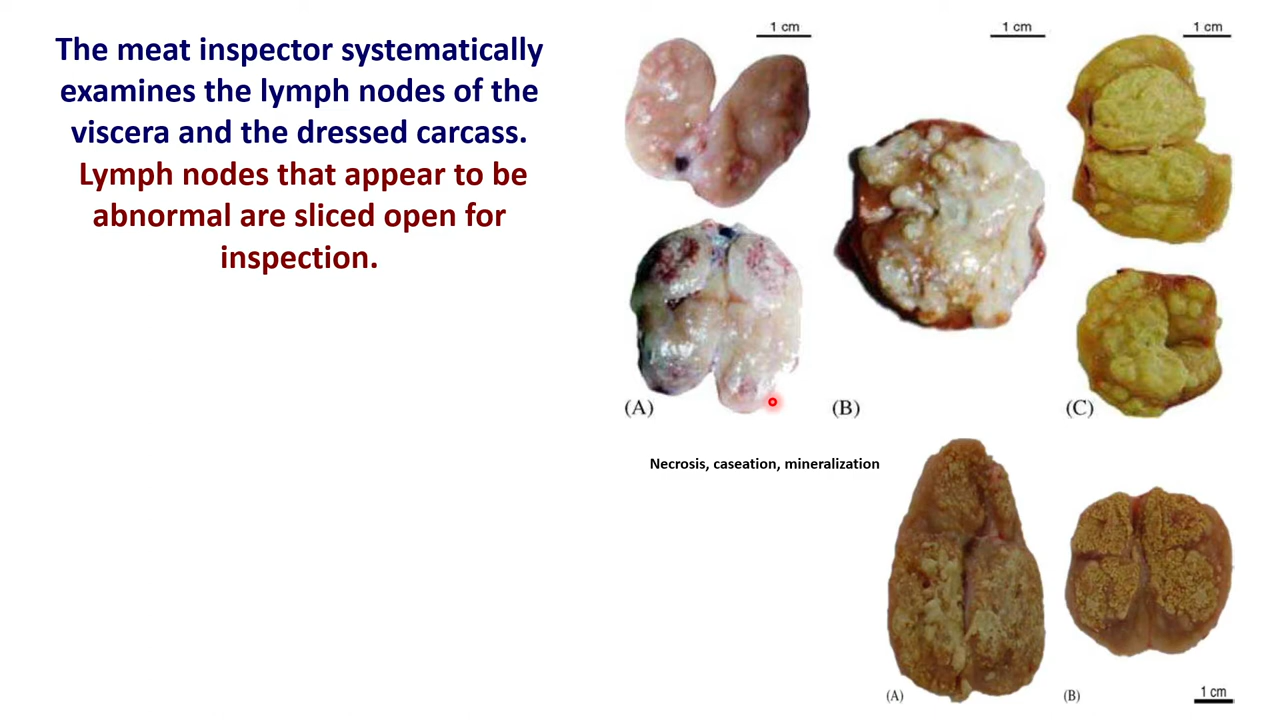 The meat inspector systematically
examines the lymph nodes of the
viscera and the dressed carcass.
Lymph nodes that appear to be
abnormal are sliced open for
inspection.
1 cm
1 cm
1 cm
(A)
(B)
(C)
Necrosis, caseation, mineralization
(A)
(B)
1 cm